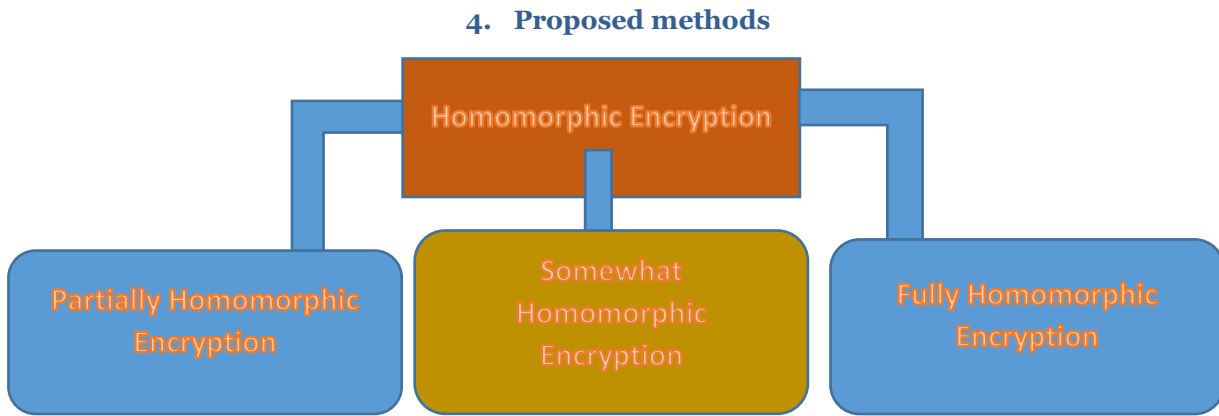 4. Proposed methods
Homomorphic Encryption
Partially Homomorphic
Encryption
Somewhat
Homomorphic
Encryption
Fully Homomorphic
Encryption